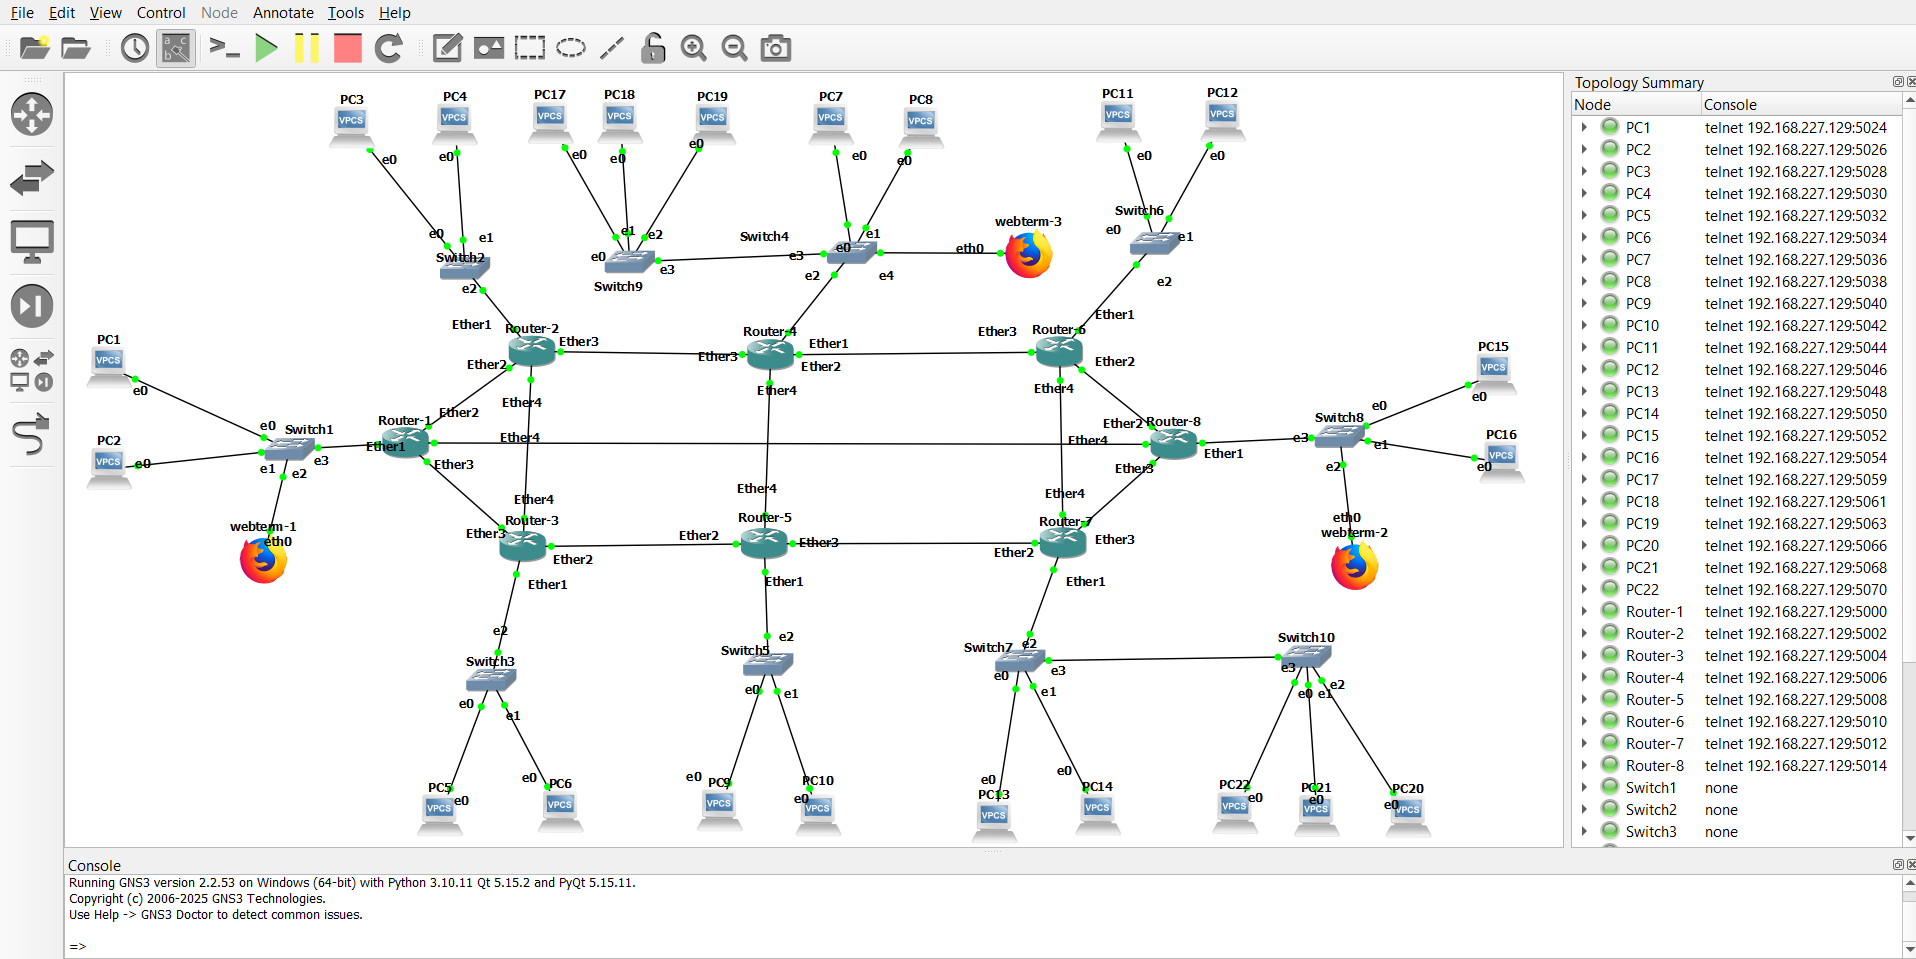 File Edit View Control Node Annotate Tools Help
PC3 PC4 PC17 PC18 PC19 PC7 PC8 PC11 PC12
VPCS VPCS VPCS VPCS VPCS VPCS VPCS VPCS VPCS
e0 e0 e0 e0 e0 e0 e0 e0 e0
Switch6
webterm-3
e0 e1 e1 e2 Switch4 e1 e0 e1
Switch2 e0 e3 e3 e0 eth0
e2 Switch9 e2 e4 e2
Ether1 Router-2 Ether3 Router-4 Ether1 Ether3 Router-6 Ether1
PC1 Ether3 PC15
VPCS Ether2 Ether2 Ether2 VPCS
e0 Ether4 Ether4 Ether4 e0
Ether2 Router-1 Ether2 Router-8 Switch8 e0
PC2 e0 Switch1 Ether1 Ether4 Ether4 e3 e1 PC16
VPCS e0 e1 e3 Ether3 Ether3 Ether1 e2 e0 VPCS
e2 Ether4 Ether4 Ether4
webterm-1 Router-3 Router-5 Router-7 eth0
eth0 Ether3 Ether2 Ether3 Ether3 webterm-2
Ether2 Ether2
Ether1 Ether1 Ether1
e2 e2 e2
Switch3 Switch5 Switch7 Switch10
e0 e3 e3
e0 e1 e0 e1 e1 e0 e1 e2
e0 e0 e0 e0
PC5 e0 PC6 PC9 PC10 PC13 PC14 PC22 PC21 PC20
e0 e0 e0 e0
VPCS VPCS VPCS VPCS VPCS VPCS VPCS VPCS VPCS
Topology Summary
Node Console
PC1 telnet 192.168.227.129:5024
PC2 telnet 192.168.227.129:5026
PC3 telnet 192.168.227.129:5028
PC4 telnet 192.168.227.129:5030
PC5 telnet 192.168.227.129:5032
PC6 telnet 192.168.227.129:5034
PC7 telnet 192.168.227.129:5036
PC8 telnet 192.168.227.129:5038
PC9 telnet 192.168.227.129:5040
PC10 telnet 192.168.227.129:5042
PC11 telnet 192.168.227.129:5044
PC12 telnet 192.168.227.129:5046
PC13 telnet 192.168.227.129:5048
PC14 telnet 192.168.227.129:5050
PC15 telnet 192.168.227.129:5052
PC16 telnet 192.168.227.129:5054
PC17 telnet 192.168.227.129:5059
PC18 telnet 192.168.227.129:5061
PC19 telnet 192.168.227.129:5063
PC20 telnet 192.168.227.129:5066
PC21 telnet 192.168.227.129:5068
PC22 telnet 192.168.227.129:5070
Router-1 telnet 192.168.227.129:5000
Router-2 telnet 192.168.227.129:5002
Router-3 telnet 192.168.227.129:5004
Router-4 telnet 192.168.227.129:5006
Router-5 telnet 192.168.227.129:5008
Router-6 telnet 192.168.227.129:5010
Router-7 telnet 192.168.227.129:5012
Router-8 telnet 192.168.227.129:5014
Switch1 none
Switch2 none
Switch3 none
Console
Running GNS3 version 2.2.53 on Windows (64-bit) with Python 3.10.11 Qt 5.15.2 and PyQt 5.15.11.
Copyright (c) 2006-2025 GNS3 Technologies.
Use Help -> GNS3 Doctor to detect common issues.
=>